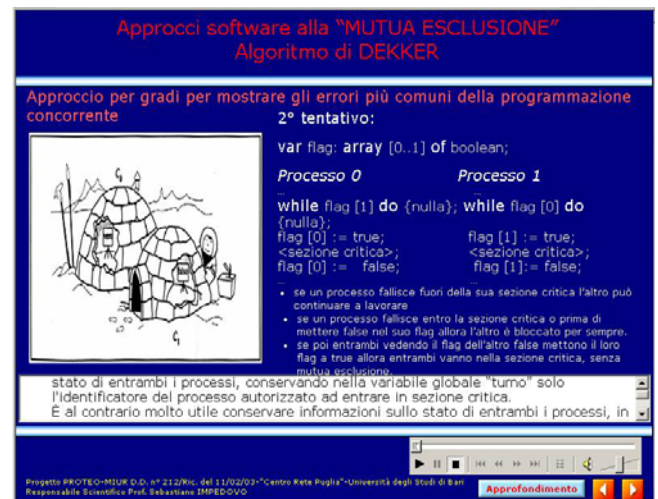 Approcci software alla “MUTUA ESCLUSIONE”
Algoritmo di DEKKER
Approccio per gradi per mostrare gli errori più comuni della programmazione
concorrente
2° tentativo:
var flag: array [0..1] of boolean;
Processo 0 Processo 1
... ...
while flag [1] do {nulla}; while flag [0] do
{nulla};
flag [0] := true; flag [1] := true;
<sezione critica>; <sezione critica>;
flag [0] := false; flag [1]:= false;
... ...
• se un processo fallisce fuori della sua sezione critica l'altro può
continuare a lavorare
• se un processo fallisce entro la sezione critica o prima di
mettere false nel suo flag allora l'altro è bloccato per sempre.
• se poi entrambi vedendo il flag dell'altro false mettono il loro
flag a true allora entrambi vanno nella sezione critica, senza
mutua esclusione.
stato di entrambi i processi, conservando nella variabile globale “turno” solo
l'identificatore del processo autorizzato ad entrare in sezione critica.
È al contrario molto utile conservare informazioni sullo stato di entrambi i processi, in
Progetto PROTEO-MIUR D.D. n° 212/Ric. del 11/02/03-"Centro Rete Puglia"-Università degli Studi di Bari
Responsabile Scientifico Prof. Sebastiano IMPEDOVO
Approfondimento